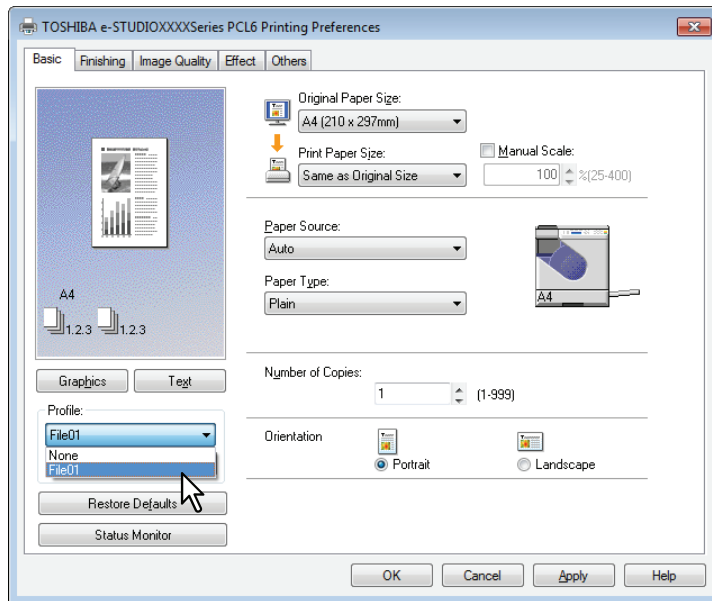 TOSHIBA e-STUDIOXXXXSeries PCL6 Printing Preferences
Basic Finishing Image Quality Effect Others
Original Paper Size:
A4 (210 x 297mm)
Print Paper Size:
Same as Original Size
Manual Scale:
100 %(25-400)
Paper Source:
Auto
Paper Type:
Plain
A4
A4
1.2.3 1.2.3
Number of Copies:
1 (1-999)
Graphics Text
Profile:
File01
None
File01
Orientation
Portrait Landscape
Restore Defaults
Status Monitor
OK Cancel Apply Help